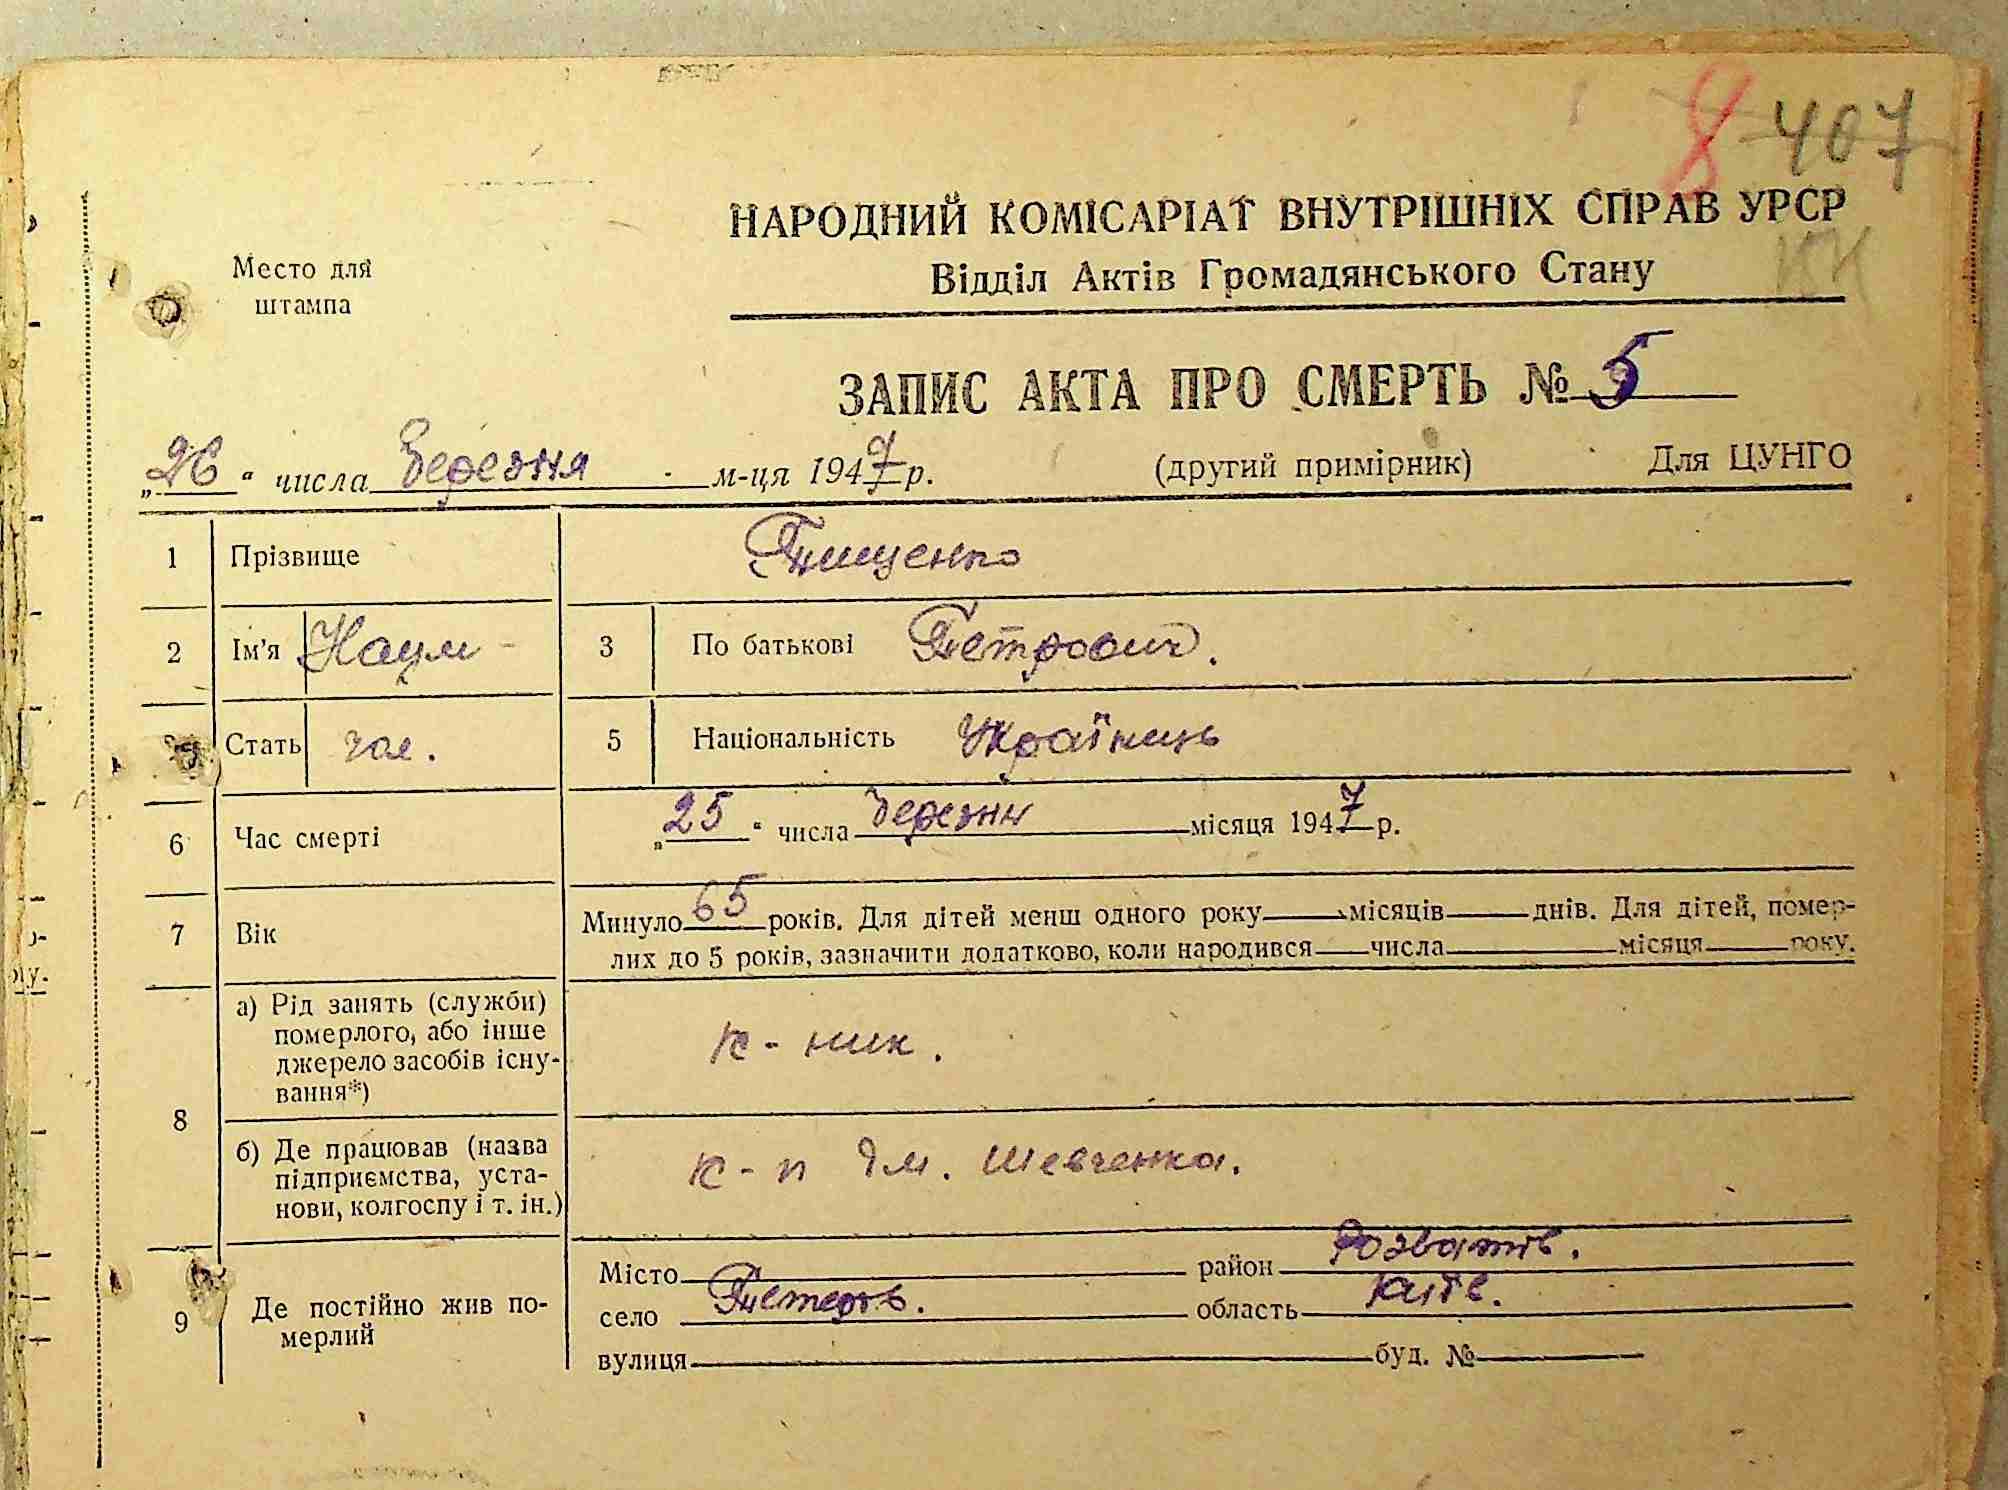 8 407
НАРОДНИЙ КОМІСАРІАТ ВНУТРІШНІХ СПРАВ УРСР
Відділ Актів Громадянського Стану
КК
Место для
штампа
ЗАПИС АКТА ПРО СМЕРТЬ № 5
„26“ числа Березня м-ця 1947 р. (другий примірник) Для ЦУНГО
1 Прізвище Тищенко
2 Ім'я Наум 3 По батькові Петрович.
Стать чол. 5 Національність Українець
6 Час смерті „25“ числа Березня місяця 1947 р.
7 Вік Минуло 65 років. Для дітей менш одного року місяців днів. Для дітей, помер-
лих до 5 років, зазначити додатково, коли народився числа місяця року.
8 а) Рід занять (служби)
померлого, або інше
джерело засобів існу-
вання*)
к-ник.
б) Де працював (назва
підприємства, уста-
нови, колгоспу і т. ін.)
к-п ім. Шевченка.
9 Де постійно жив по-
мерлий
Місто район Розважів.
село Тетерів. область Київ.
вулиця буд. №